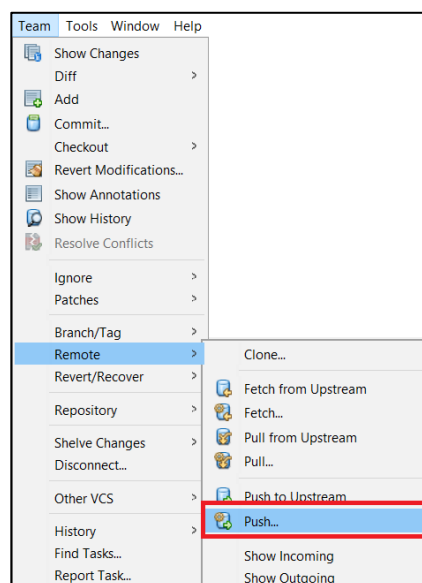 Team Tools Window Help
Show Changes
Diff
Add
Commit...
Checkout
Revert Modifications...
Show Annotations
Show History
Resolve Conflicts
Ignore
Patches
Branch/Tag
Remote
Revert/Recover
Repository
Shelve Changes
Disconnect...
Other VCS
History
Find Tasks...
Report Task...
Clone...
Fetch from Upstream
Fetch...
Pull from Upstream
Pull...
Push to Upstream
Push...
Show Incoming
Show Outgoing